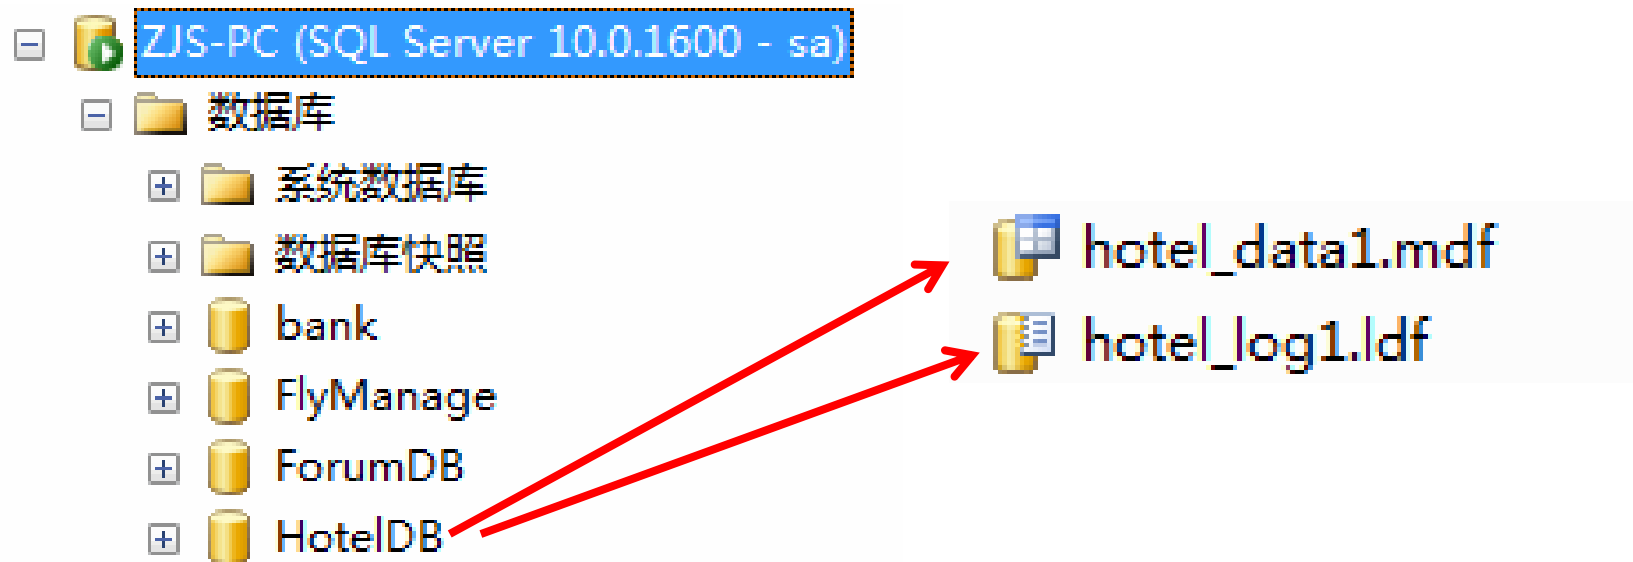 ZJS-PC (SQL Server 10.0.1600 - sa)
数据库
系统数据库
数据库快照
bank
FlyManage
ForumDB
HotelDB
hotel_data1.mdf
hotel_log1.ldf